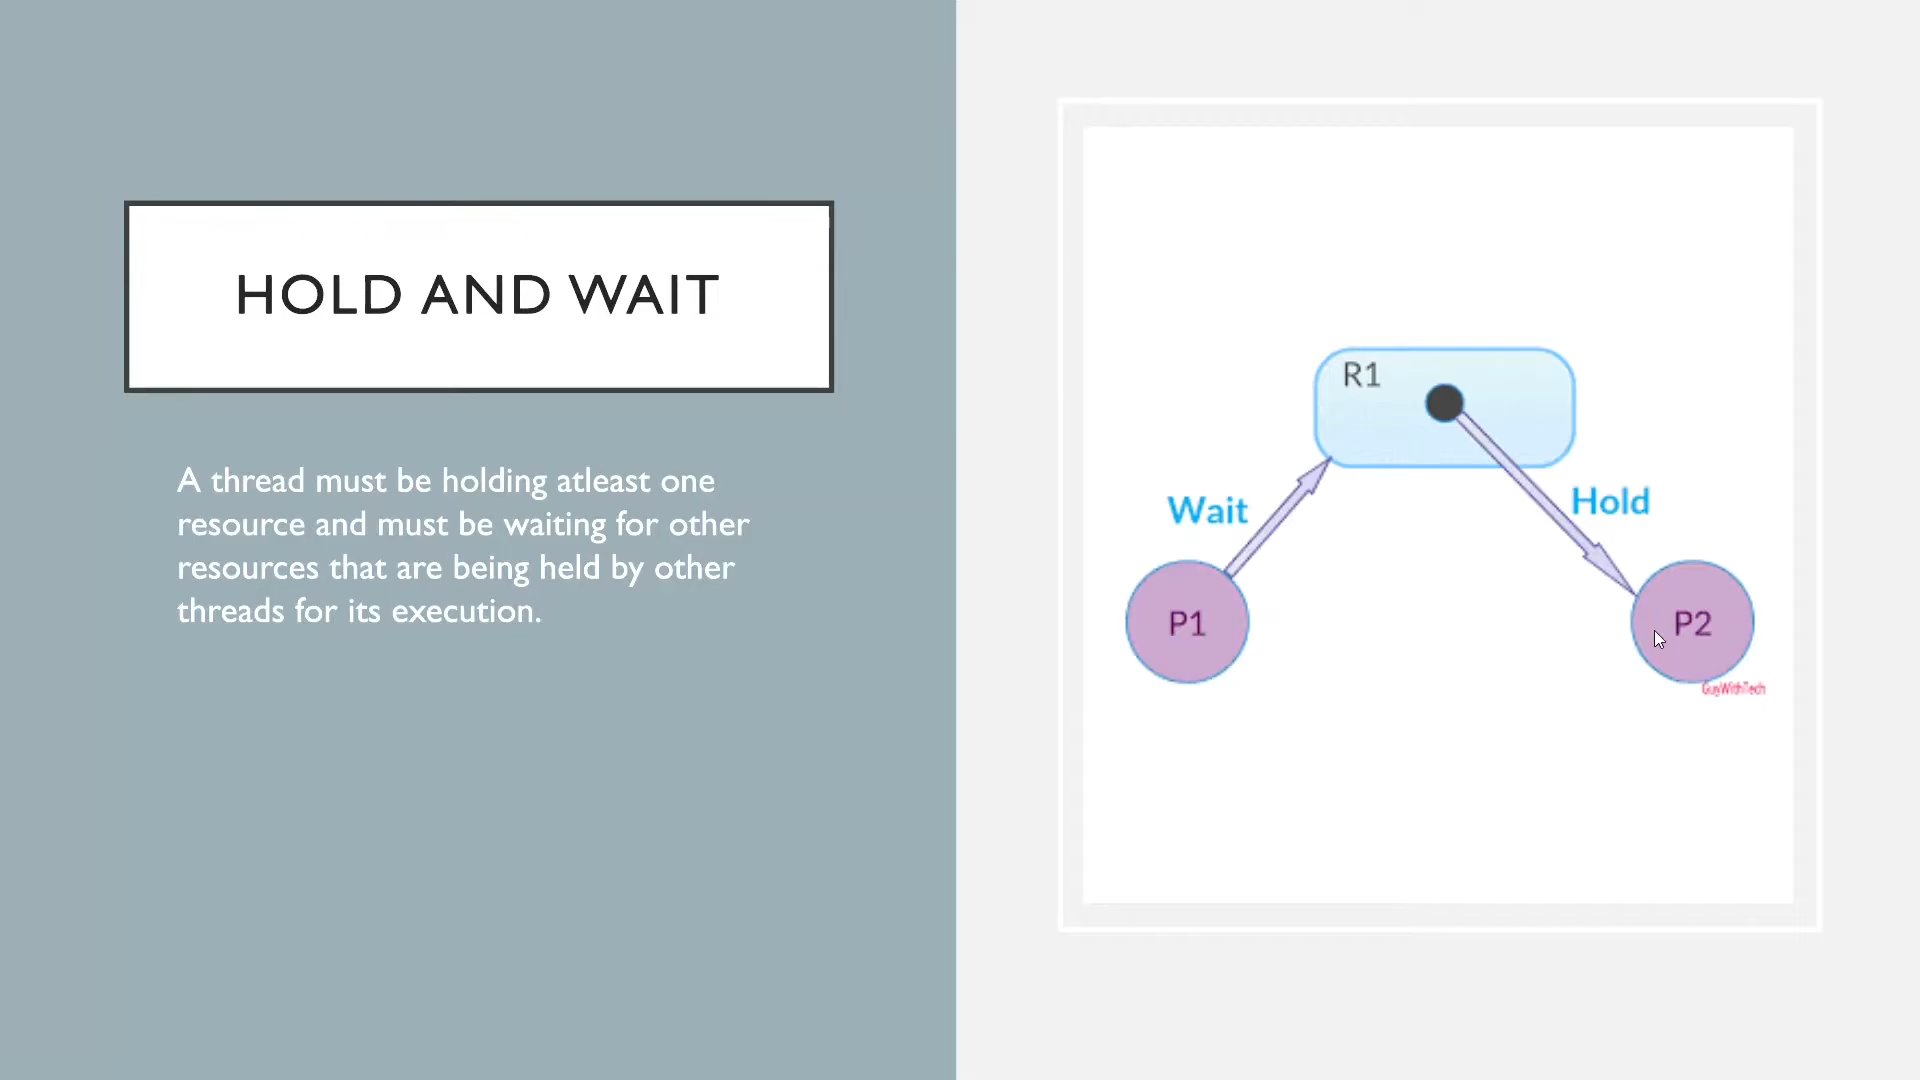 HOLD AND WAIT
A thread must be holding atleast one
resource and must be waiting for other
resources that are being held by other
threads for its execution.
R1
Wait
Hold
P1
P2
GuyWithTech